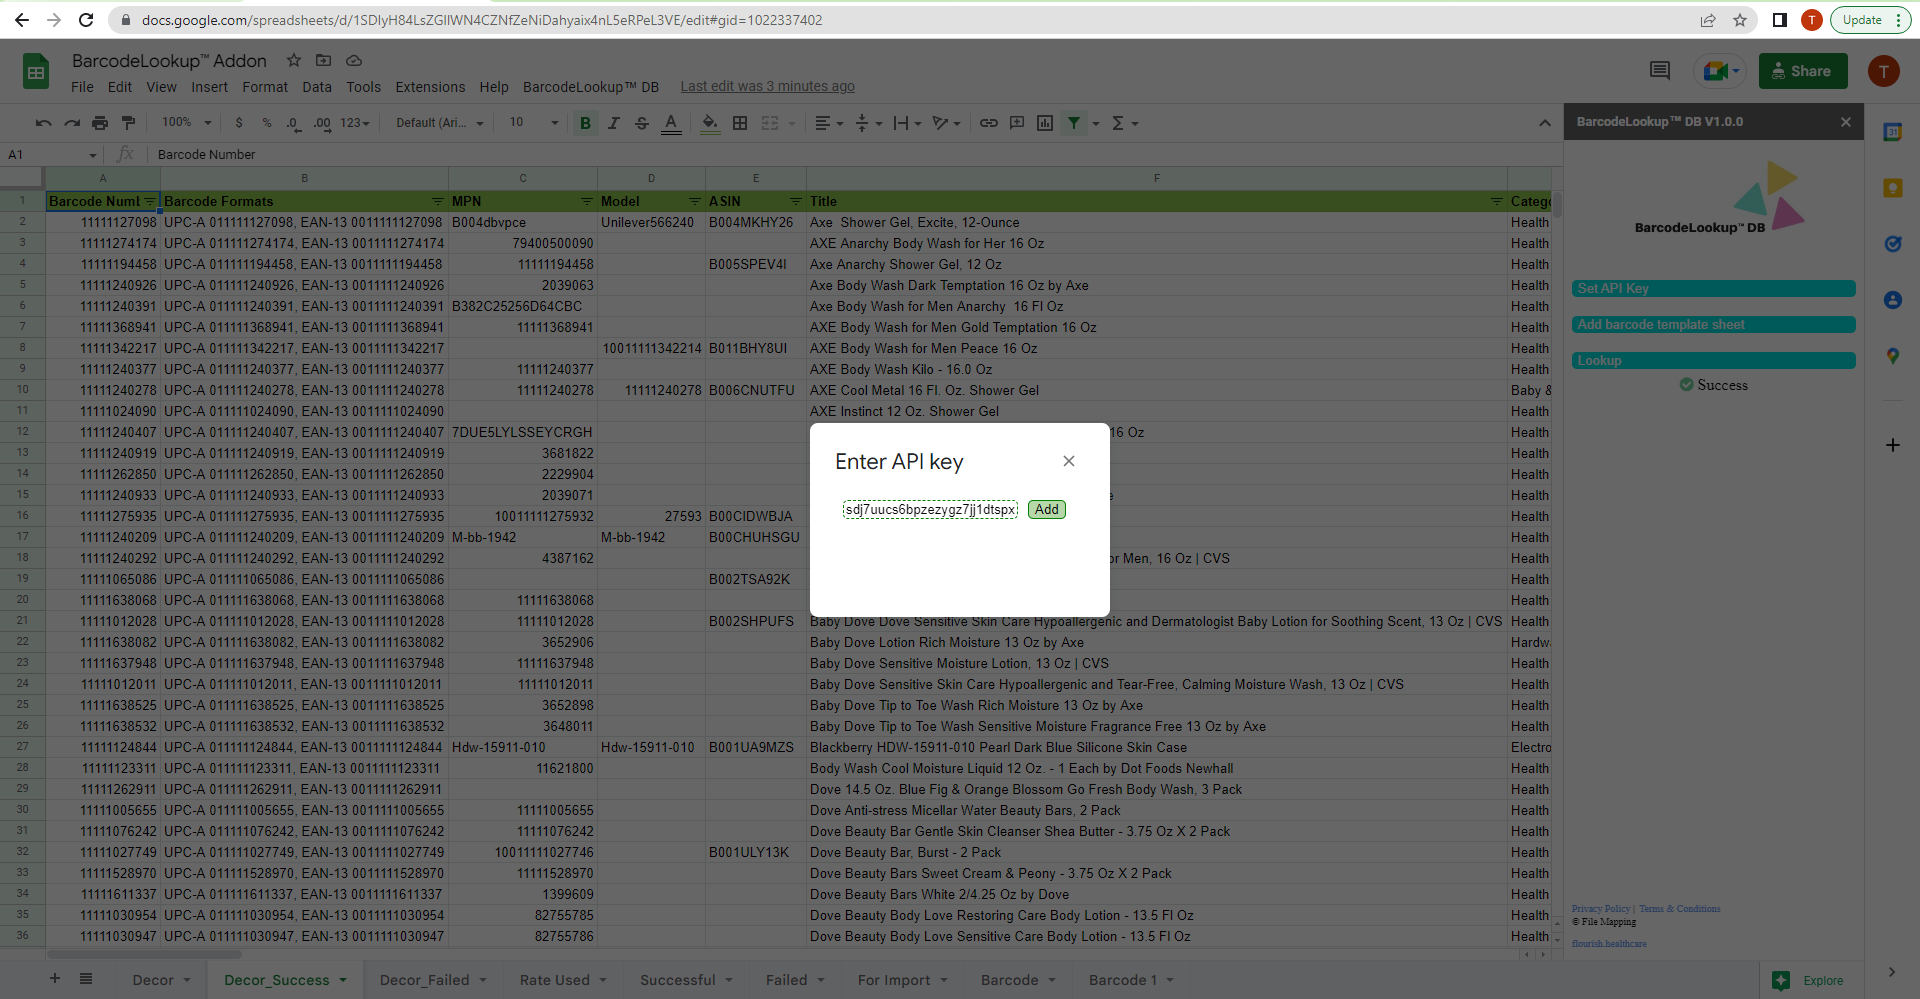 docs.google.com/spreadsheets/d/1SDIyH84LsZGIlWN4CZNfZeNiDahyaix4nL5eRPeL3VE/edit#gid=1022337402
T
Update
BarcodeLookup™ Addon
File Edit View Insert Format Data Tools Extensions Help BarcodeLookup™ DB Last edit was 3 minutes ago
Share
T
100% $ % .0 .00 123 Default (Ari... 10 B I S A
BarcodeLookup™ DB V1.0.0
A1 fx Barcode Number
A B C D E F
1 Barcode Numl Barcode Formats MPN Model ASIN Title Catego
2 11111127098 UPC-A 011111127098, EAN-13 0011111127098 B004dbvpce Unilever566240 B004MKHY26 Axe Shower Gel, Excite, 12-Ounce Health
3 11111274174 UPC-A 011111274174, EAN-13 0011111274174 79400500090 AXE Anarchy Body Wash for Her 16 Oz Health
4 11111194458 UPC-A 011111194458, EAN-13 0011111194458 11111194458 B005SPEV4I Axe Anarchy Shower Gel, 12 Oz Health
5 11111240926 UPC-A 011111240926, EAN-13 0011111240926 2039063 Axe Body Wash Dark Temptation 16 Oz by Axe Health
6 11111240391 UPC-A 011111240391, EAN-13 0011111240391 B382C25256D64CBC Axe Body Wash for Men Anarchy 16 Fl Oz Health
7 11111368941 UPC-A 011111368941, EAN-13 0011111368941 11111368941 AXE Body Wash for Men Gold Temptation 16 Oz Health
8 11111342217 UPC-A 011111342217, EAN-13 0011111342217 10011111342214 B011BHY8UI AXE Body Wash for Men Peace 16 Oz Health
9 11111240377 UPC-A 011111240377, EAN-13 0011111240377 11111240377 AXE Body Wash Kilo - 16.0 Oz Health
10 11111240278 UPC-A 011111240278, EAN-13 0011111240278 11111240278 11111240278 B006CNUTFU AXE Cool Metal 16 Fl. Oz. Shower Gel Baby &
11 11111024090 UPC-A 011111024090, EAN-13 0011111024090 AXE Instinct 12 Oz. Shower Gel Health
12 11111240407 UPC-A 011111240407, EAN-13 0011111240407 7DUE5LYLSSEYCRGH 16 Oz Health
13 11111240919 UPC-A 011111240919, EAN-13 0011111240919 3681822 Health
14 11111262850 UPC-A 011111262850, EAN-13 0011111262850 2229904 Health
15 11111240933 UPC-A 011111240933, EAN-13 0011111240933 2039071 e Health
16 11111275935 UPC-A 011111275935, EAN-13 0011111275935 10011111275932 27593 B00CIDWBJA Health
17 11111240209 UPC-A 011111240209, EAN-13 0011111240209 M-bb-1942 M-bb-1942 B00CHUHSGU Health
18 11111240292 UPC-A 011111240292, EAN-13 0011111240292 4387162 or Men, 16 Oz | CVS Health
19 11111065086 UPC-A 011111065086, EAN-13 0011111065086 B002TSA92K Health
20 11111638068 UPC-A 011111638068, EAN-13 0011111638068 11111638068 Health
21 11111012028 UPC-A 011111012028, EAN-13 0011111012028 11111012028 B002SHPUFS Baby Dove Dove Sensitive Skin Care Hypoallergenic and Dermatologist Baby Lotion for Soothing Scent, 13 Oz | CVS Health
22 11111638082 UPC-A 011111638082, EAN-13 0011111638082 3652906 Baby Dove Lotion Rich Moisture 13 Oz by Axe Hardwa
23 11111637948 UPC-A 011111637948, EAN-13 0011111637948 11111637948 Baby Dove Sensitive Moisture Lotion, 13 Oz | CVS Health
24 11111012011 UPC-A 011111012011, EAN-13 0011111012011 11111012011 Baby Dove Sensitive Skin Care Hypoallergenic and Tear-Free, Calming Moisture Wash, 13 Oz | CVS Health
25 11111638525 UPC-A 011111638525, EAN-13 0011111638525 3652898 Baby Dove Tip to Toe Wash Rich Moisture 13 Oz by Axe Health
26 11111638532 UPC-A 011111638532, EAN-13 0011111638532 3648011 Baby Dove Tip to Toe Wash Sensitive Moisture Fragrance Free 13 Oz by Axe Health
27 11111124844 UPC-A 011111124844, EAN-13 0011111124844 Hdw-15911-010 Hdw-15911-010 B001UA9MZS Blackberry HDW-15911-010 Pearl Dark Blue Silicone Skin Case Electro
28 11111123311 UPC-A 011111123311, EAN-13 0011111123311 11621800 Body Wash Cool Moisture Liquid 12 Oz. - 1 Each by Dot Foods Newhall Health
29 11111262911 UPC-A 011111262911, EAN-13 0011111262911 Dove 14.5 Oz. Blue Fig & Orange Blossom Go Fresh Body Wash, 3 Pack Health
30 11111005655 UPC-A 011111005655, EAN-13 0011111005655 11111005655 Dove Anti-stress Micellar Water Beauty Bars, 2 Pack Health
31 11111076242 UPC-A 011111076242, EAN-13 0011111076242 11111076242 Dove Beauty Bar Gentle Skin Cleanser Shea Butter - 3.75 Oz X 2 Pack Health
32 11111027749 UPC-A 011111027749, EAN-13 0011111027749 10011111027746 B001ULY13K Dove Beauty Bar, Burst - 2 Pack Health
33 11111528970 UPC-A 011111528970, EAN-13 0011111528970 11111528970 Dove Beauty Bars Sweet Cream & Peony - 3.75 Oz X 2 Pack Health
34 11111611337 UPC-A 011111611337, EAN-13 0011111611337 1399609 Dove Beauty Bars White 2/4.25 Oz by Dove Health
35 11111030954 UPC-A 011111030954, EAN-13 0011111030954 82755785 Dove Beauty Body Love Restoring Care Body Lotion - 13.5 Fl Oz Health
36 11111030947 UPC-A 011111030947, EAN-13 0011111030947 82755786 Dove Beauty Body Love Sensitive Care Body Lotion - 13.5 Fl Oz Health
Enter API key
sdj7uucs6bpzezygz7jj1dtspx Add
BarcodeLookup™ DB
Set API Key
Add barcode template sheet
Lookup
Success
Privacy Policy | Terms & Conditions
© File Mapping
flourish.healthcare
31
Decor Decor_Success Decor_Failed Rate Used Successful Failed For Import Barcode Barcode 1 Explore